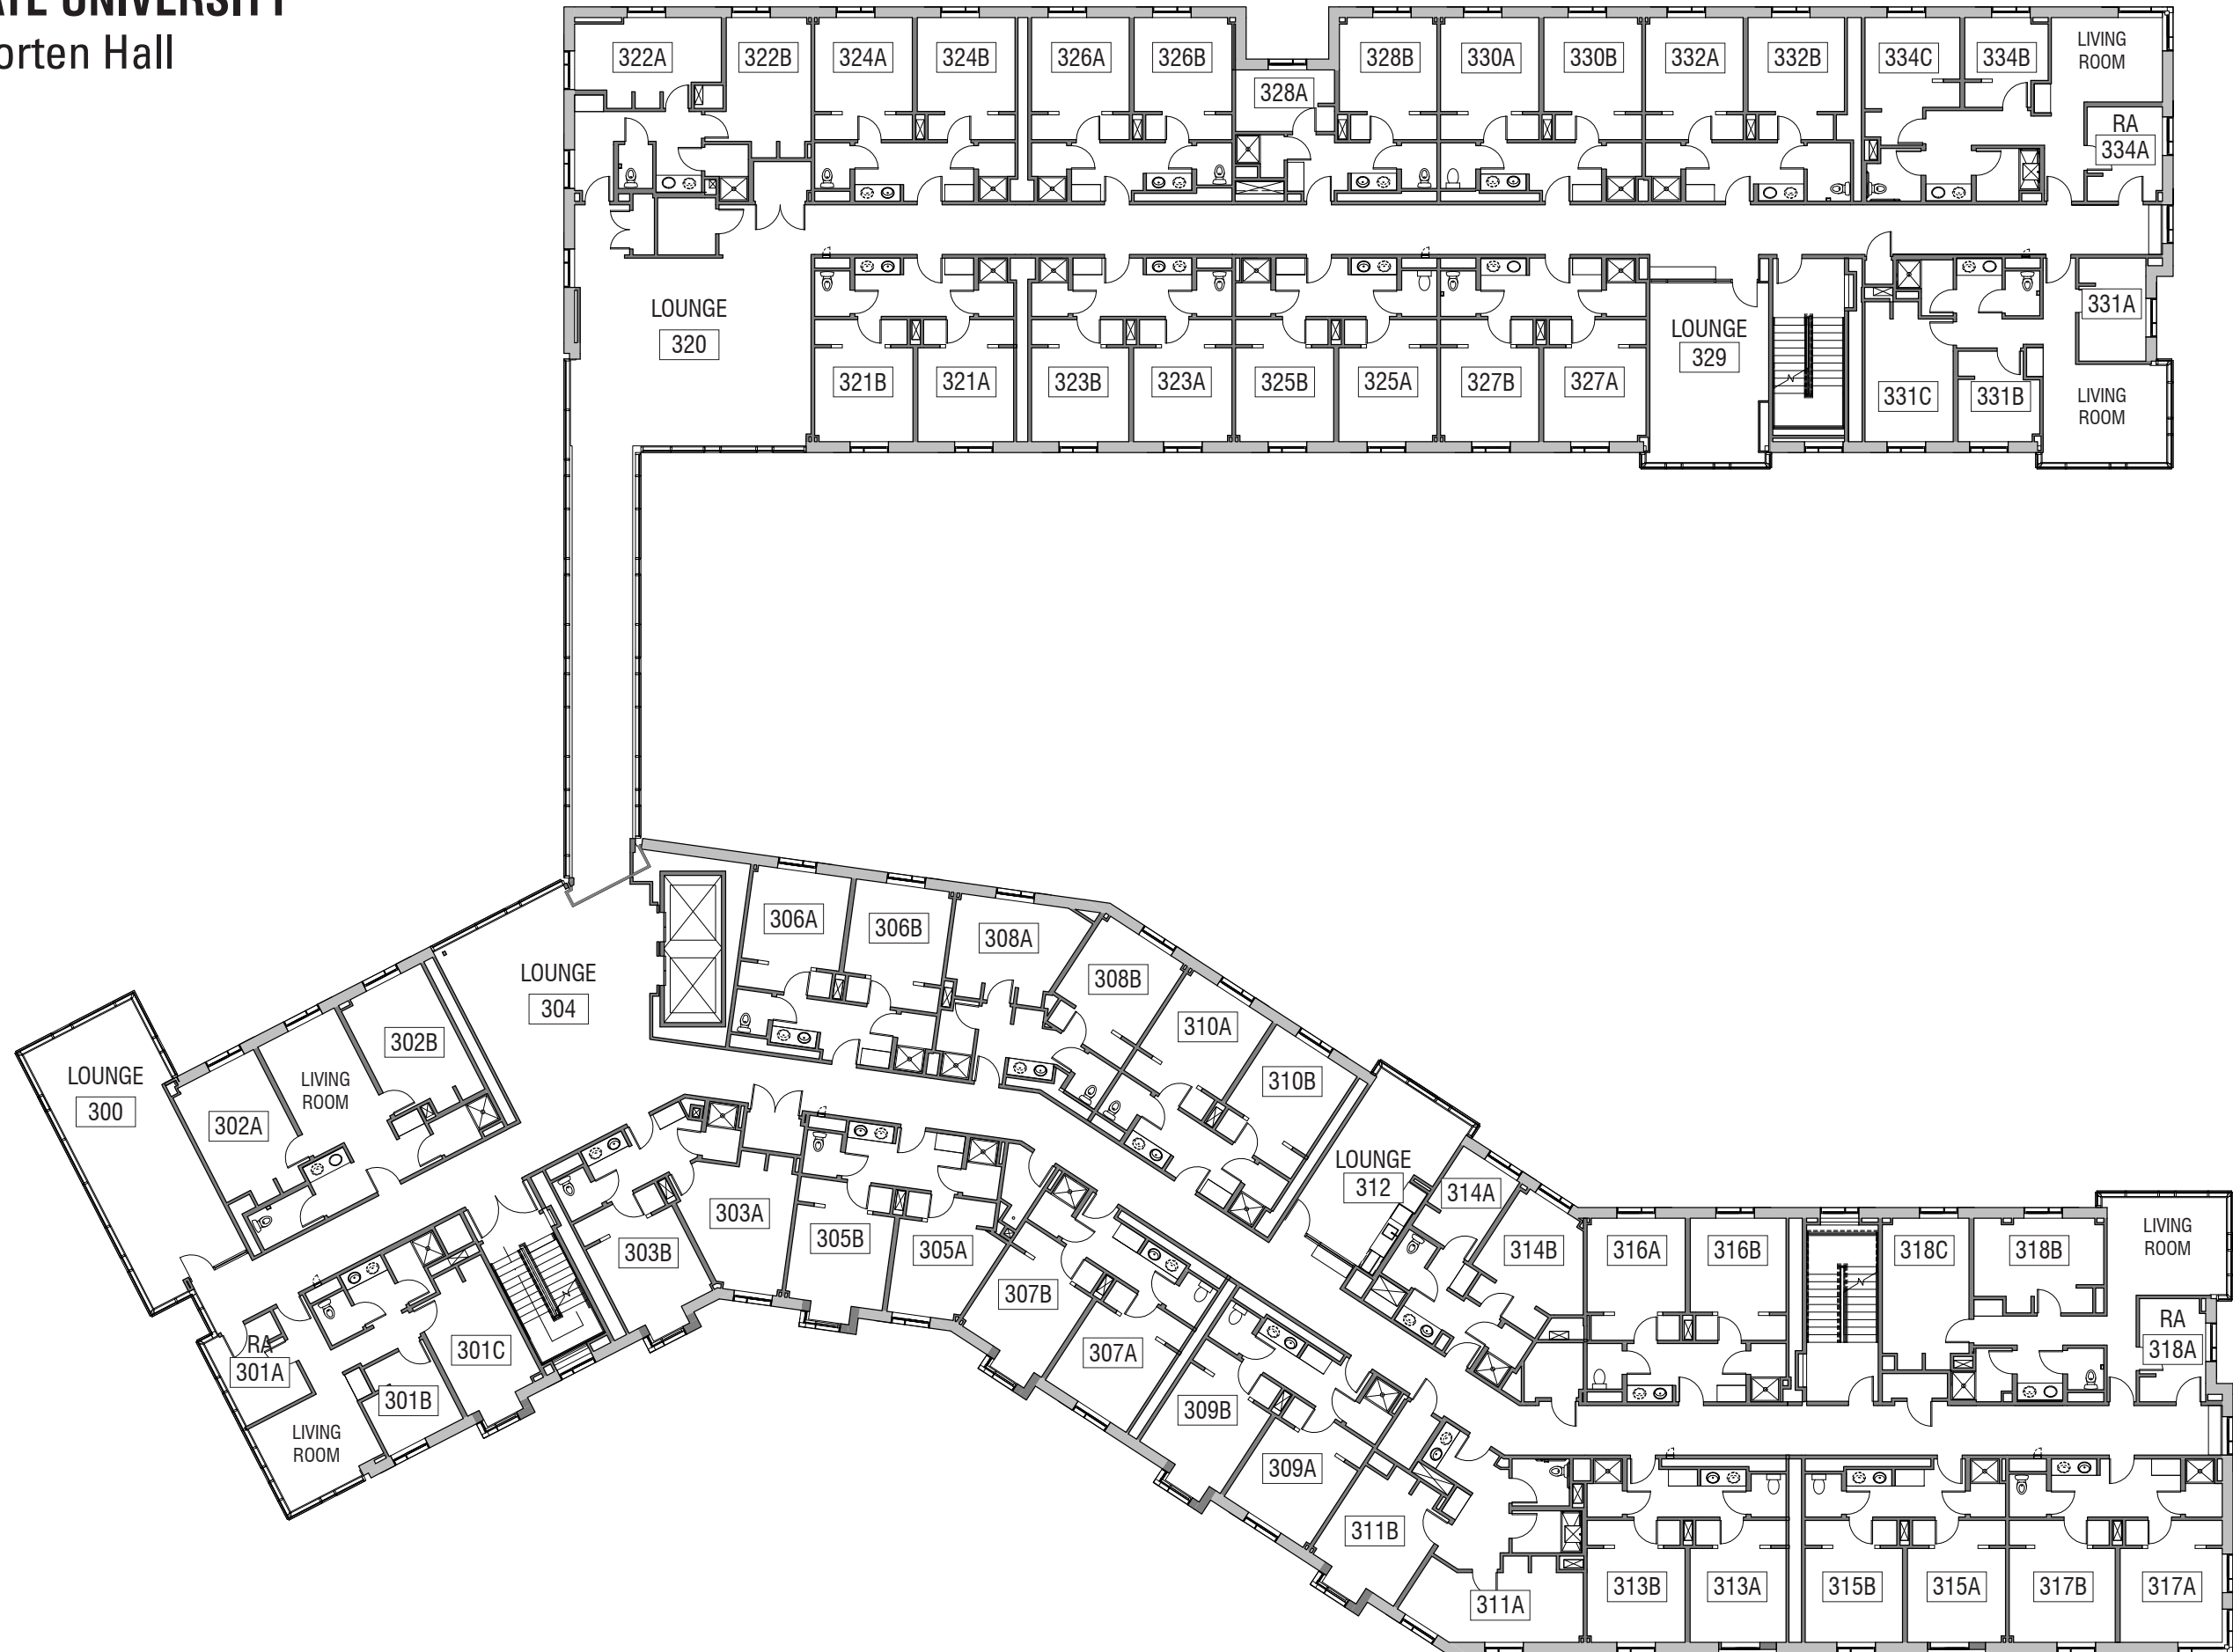 ATE UNIVERSITY
orten Hall
322A
322B
324A
324B
326A
326B
328A
328B
330A
330B
332A
332B
334C
334B
LIVING
ROOM
RA
334A
LOUNGE
320
321B
321A
323B
323A
325B
325A
327B
327A
LOUNGE
329
331C
331B
331A
LIVING
ROOM
306A
306B
308A
308B
310A
310B
LOUNGE
304
302B
LIVING
ROOM
302A
LOUNGE
300
LOUNGE
312
314A
314B
316A
316B
318C
318B
LIVING
ROOM
RA
318A
303B
303A
305B
305A
307B
307A
309B
309A
311B
311A
313B
313A
315B
315A
317B
317A
RA
301A
301B
301C
LIVING
ROOM